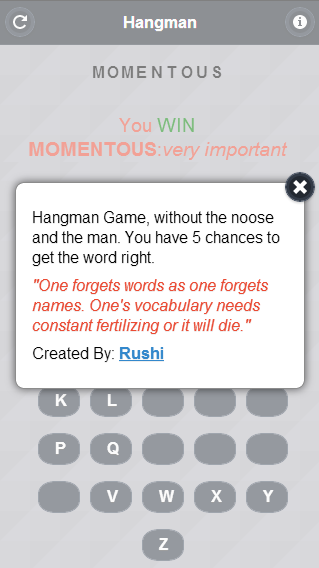 Hangman
MOMENTOUS
You WIN
MOMENTOUS:very important
Hangman Game, without the noose
and the man. You have 5 chances to
get the word right.
"One forgets words as one forgets
names. One's vocabulary needs
constant fertilizing or it will die."
Created By: Rushi
K L
P Q
V W X Y
Z